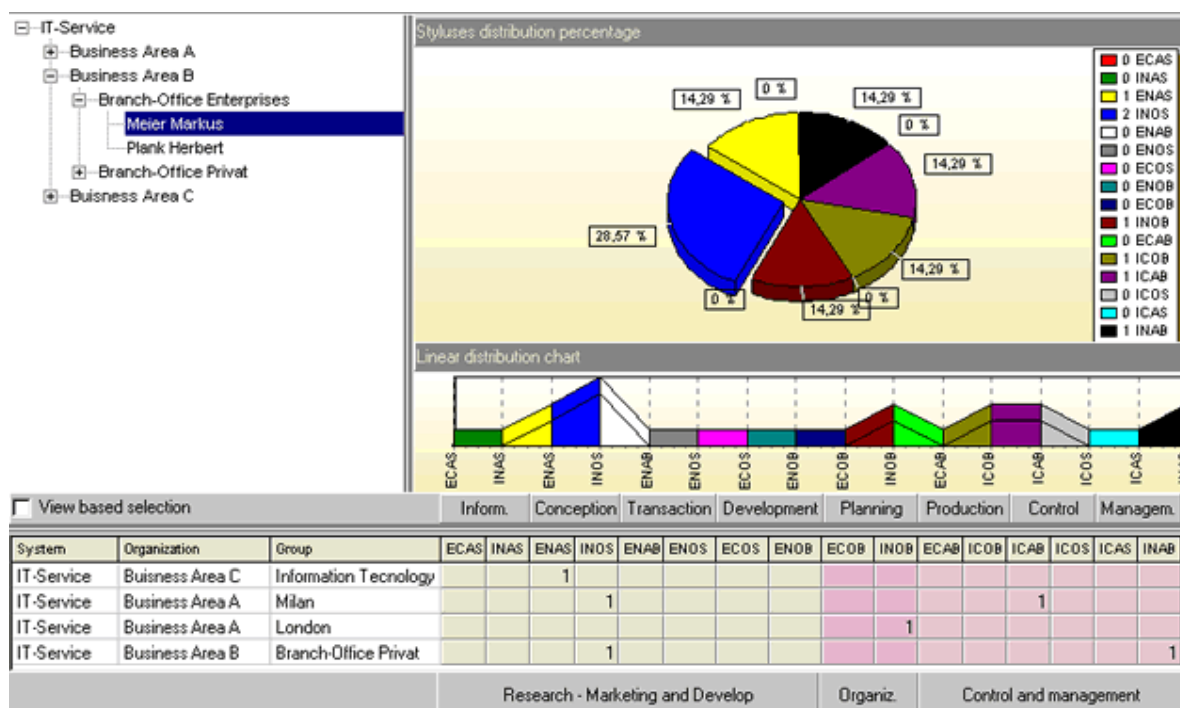 IT-Service
Business Area A
Business Area B
Branch-Office Enterprises
Meier Markus
Plank Herbert
Branch-Office Privat
Buisness Area C
Styluses distribution percentage
14,29 %
0 %
14,29 %
0 %
14,29 %
28,57 %
14,29 %
0 %
14,29 %
0 %
0 ECAS
0 INAS
1 ENAS
2 INOS
0 ENAB
0 ENOS
0 ECOS
0 ENOB
0 ECOB
1 INOB
0 ECAB
1 ICOB
1 ICAB
0 ICOS
0 ICAS
1 INAB
Linear distribution chart
ECAS INAS ENAS INOS ENAB ENOS ECOS ENOB ECOB INOB ECAB ICOB ICAB ICOS ICAS
View based selection Inform. Conception Transaction Development Planning Production Control Managem.
System Organization Group ECAS INAS ENAS INOS ENAB ENOS ECOS ENOB ECOB INOB ECAB ICOB ICAB ICOS ICAS INAB
IT-Service Buisness Area C Information Tecnology 1
IT-Service Business Area A Milan 1 1
IT-Service Business Area A London 1
IT-Service Business Area B Branch-Office Privat 1 1
Research - Marketing and Develop Organiz. Control and management